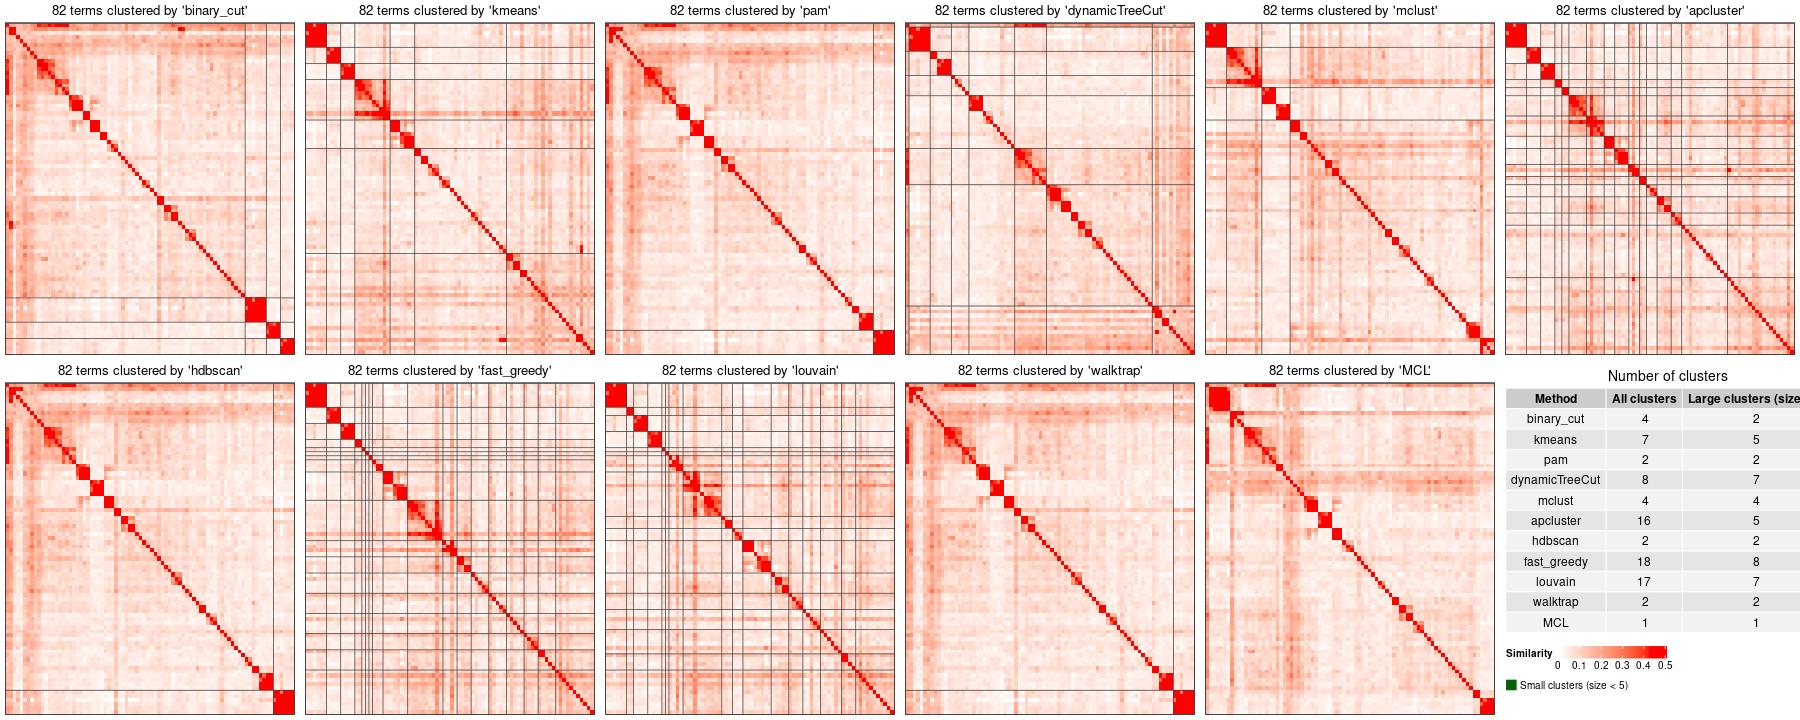 82 terms clustered by 'binary_cut'
82 terms clustered by 'kmeans'
82 terms clustered by 'pam'
82 terms clustered by 'dynamicTreeCut'
82 terms clustered by 'mclust'
82 terms clustered by 'apcluster'
82 terms clustered by 'hdbscan'
82 terms clustered by 'fast_greedy'
82 terms clustered by 'louvain'
82 terms clustered by 'walktrap'
82 terms clustered by 'MCL'
Number of clusters
Method All clusters Large clusters (size
binary_cut 4 2
kmeans 7 5
pam 2 2
dynamicTreeCut 8 7
mclust 4 4
apcluster 16 5
hdbscan 2 2
fast_greedy 18 8
louvain 17 7
walktrap 2 2
MCL 1 1
Similarity
0 0.1 0.2 0.3 0.4 0.5
Small clusters (size < 5)